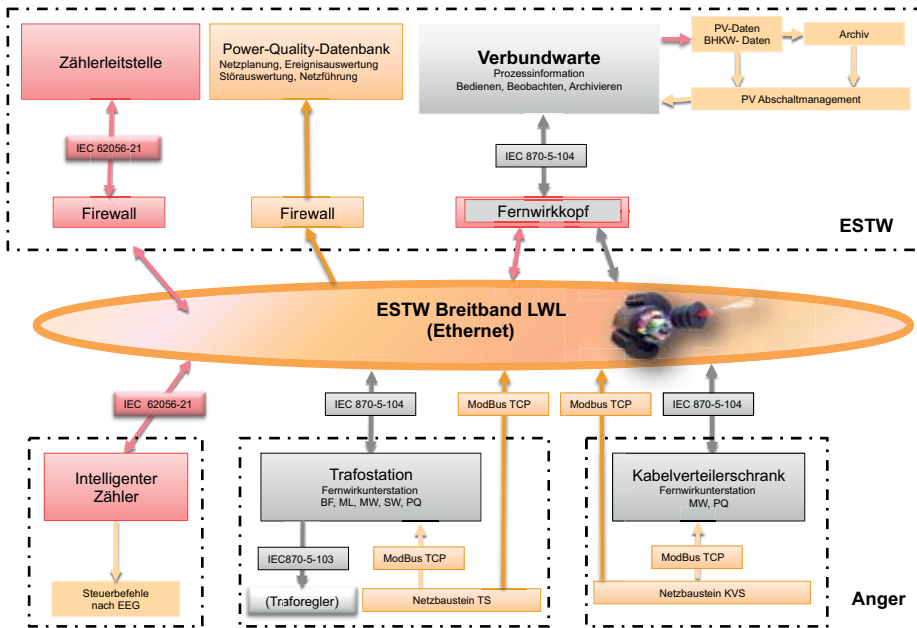 Zählerleitstelle
Power-Quality-Datenbank
Netzplanung, Ereignisauswertung
Störauswertung, Netzführung
Verbundwarte
Prozessinformation
Bedienen, Beobachten, Archivieren
PV-Daten
BHKW- Daten
Archiv
PV Abschaltmanagement
IEC 62056-21
IEC 870-5-104
Firewall
Firewall
Fernwirkkopf
ESTW
ESTW Breitband LWL
(Ethernet)
IEC 62056-21
IEC 870-5-104
ModBus TCP
ModBus TCP
IEC 870-5-104
Intelligenter
Zähler
Trafostation
Fernwirkunterstation
BF, ML, MW, SW, PQ
Kabelverteilerschrank
Fernwirkunterstation
MW, PQ
IEC870-5-103
ModBus TCP
ModBus TCP
Steuerbefehle
nach EEG
(Traforegler)
Netzbaustein TS
Netzbaustein KVS
Anger